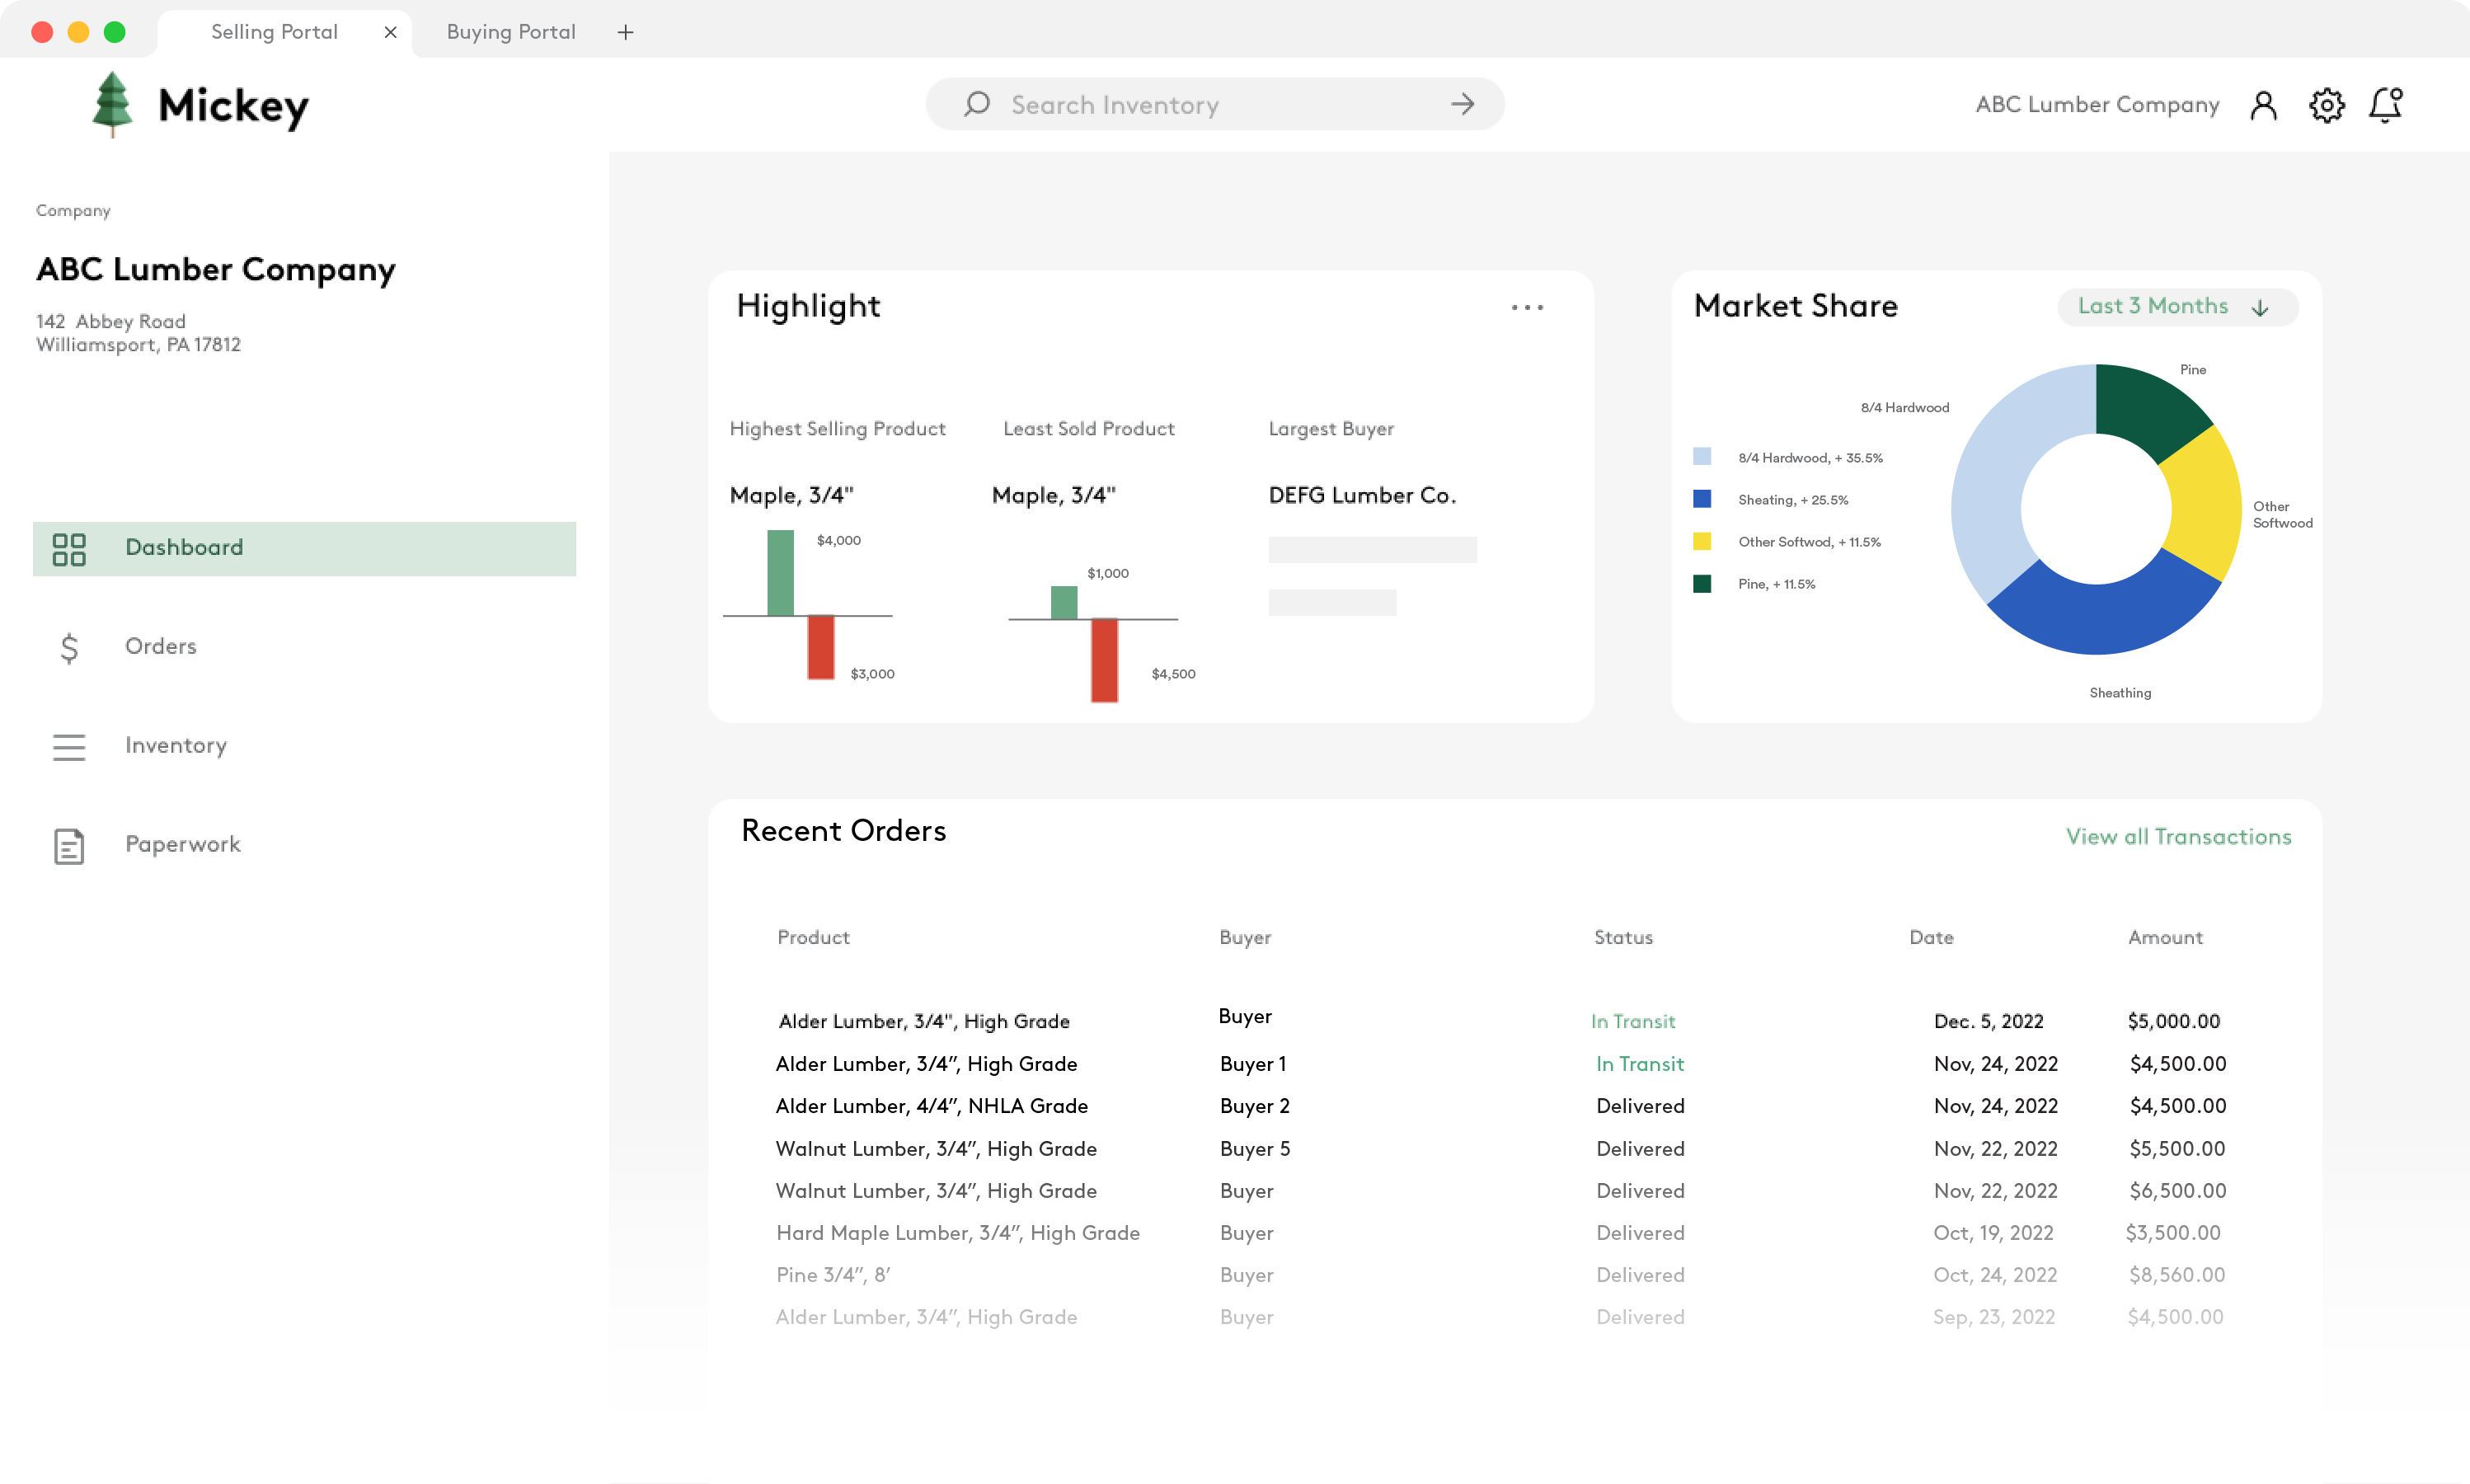 Selling Portal
Buying Portal
Mickey
Search Inventory
ABC Lumber Company
Company
ABC Lumber Company
142 Abbey Road
Williamsport, PA 17812
Dashboard
Orders
Inventory
Paperwork
Highlight
Highest Selling Product
Least Sold Product
Largest Buyer
Maple, 3/4"
Maple, 3/4"
DEFG Lumber Co.
$4,000
$3,000
$1,000
$4,500
Market Share
Last 3 Months
8/4 Hardwood, + 35.5%
Sheating, + 25.5%
Other Softwod, + 11.5%
Pine, + 11.5%
8/4 Hardwood
Pine
Other
Softwood
Sheathing
Recent Orders
View all Transactions
Product Buyer Status Date Amount
Alder Lumber, 3/4", High Grade Buyer In Transit Dec. 5, 2022 $5,000.00
Alder Lumber, 3/4”, High Grade Buyer 1 In Transit Nov, 24, 2022 $4,500.00
Alder Lumber, 4/4”, NHLA Grade Buyer 2 Delivered Nov, 24, 2022 $4,500.00
Walnut Lumber, 3/4”, High Grade Buyer 5 Delivered Nov, 22, 2022 $5,500.00
Walnut Lumber, 3/4”, High Grade Buyer Delivered Nov, 22, 2022 $6,500.00
Hard Maple Lumber, 3/4”, High Grade Buyer Delivered Oct, 19, 2022 $3,500.00
Pine 3/4”, 8’ Buyer Delivered Oct, 24, 2022 $8,560.00
Alder Lumber, 3/4”, High Grade Buyer Delivered Sep, 23, 2022 $4,500.00